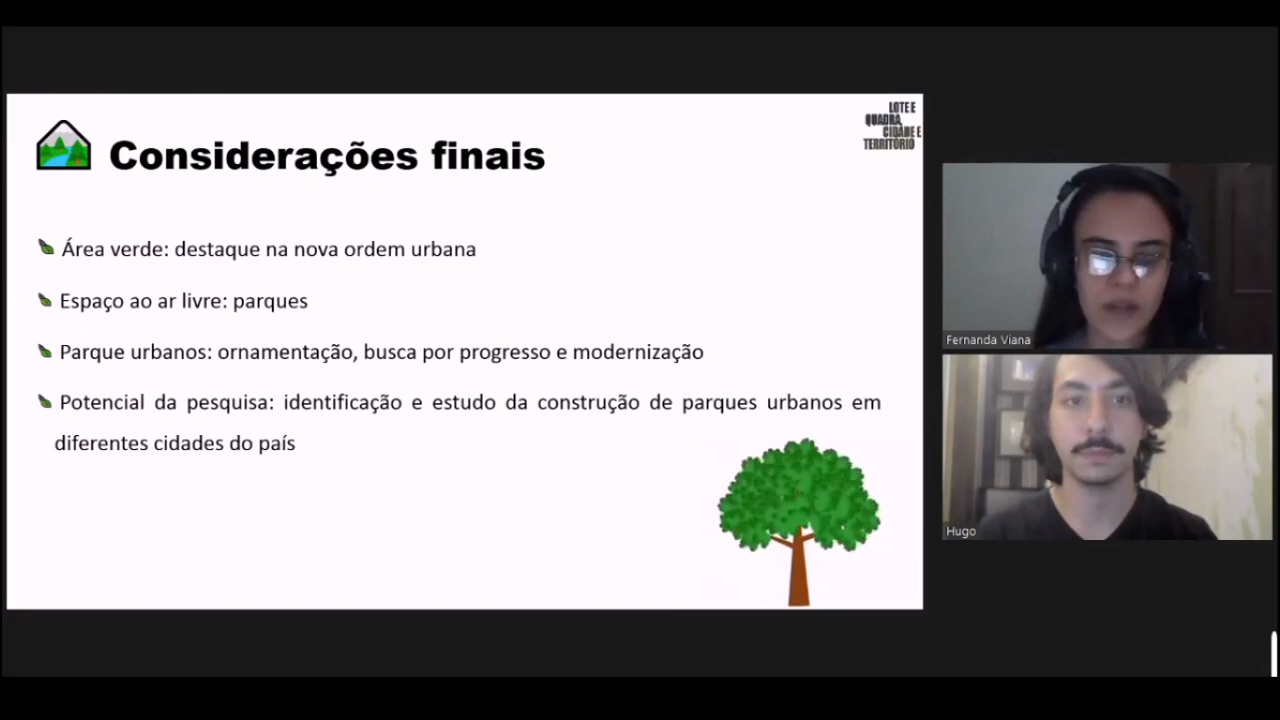 LOTE E
QUADRA,
CIDADE E
TERRITÓRIO
Considerações finais
Área verde: destaque na nova ordem urbana
Espaço ao ar livre: parques
Parque urbanos: ornamentação, busca por progresso e modernização
Potencial da pesquisa: identificação e estudo da construção de parques urbanos em
diferentes cidades do país
Fernanda Viana
Hugo